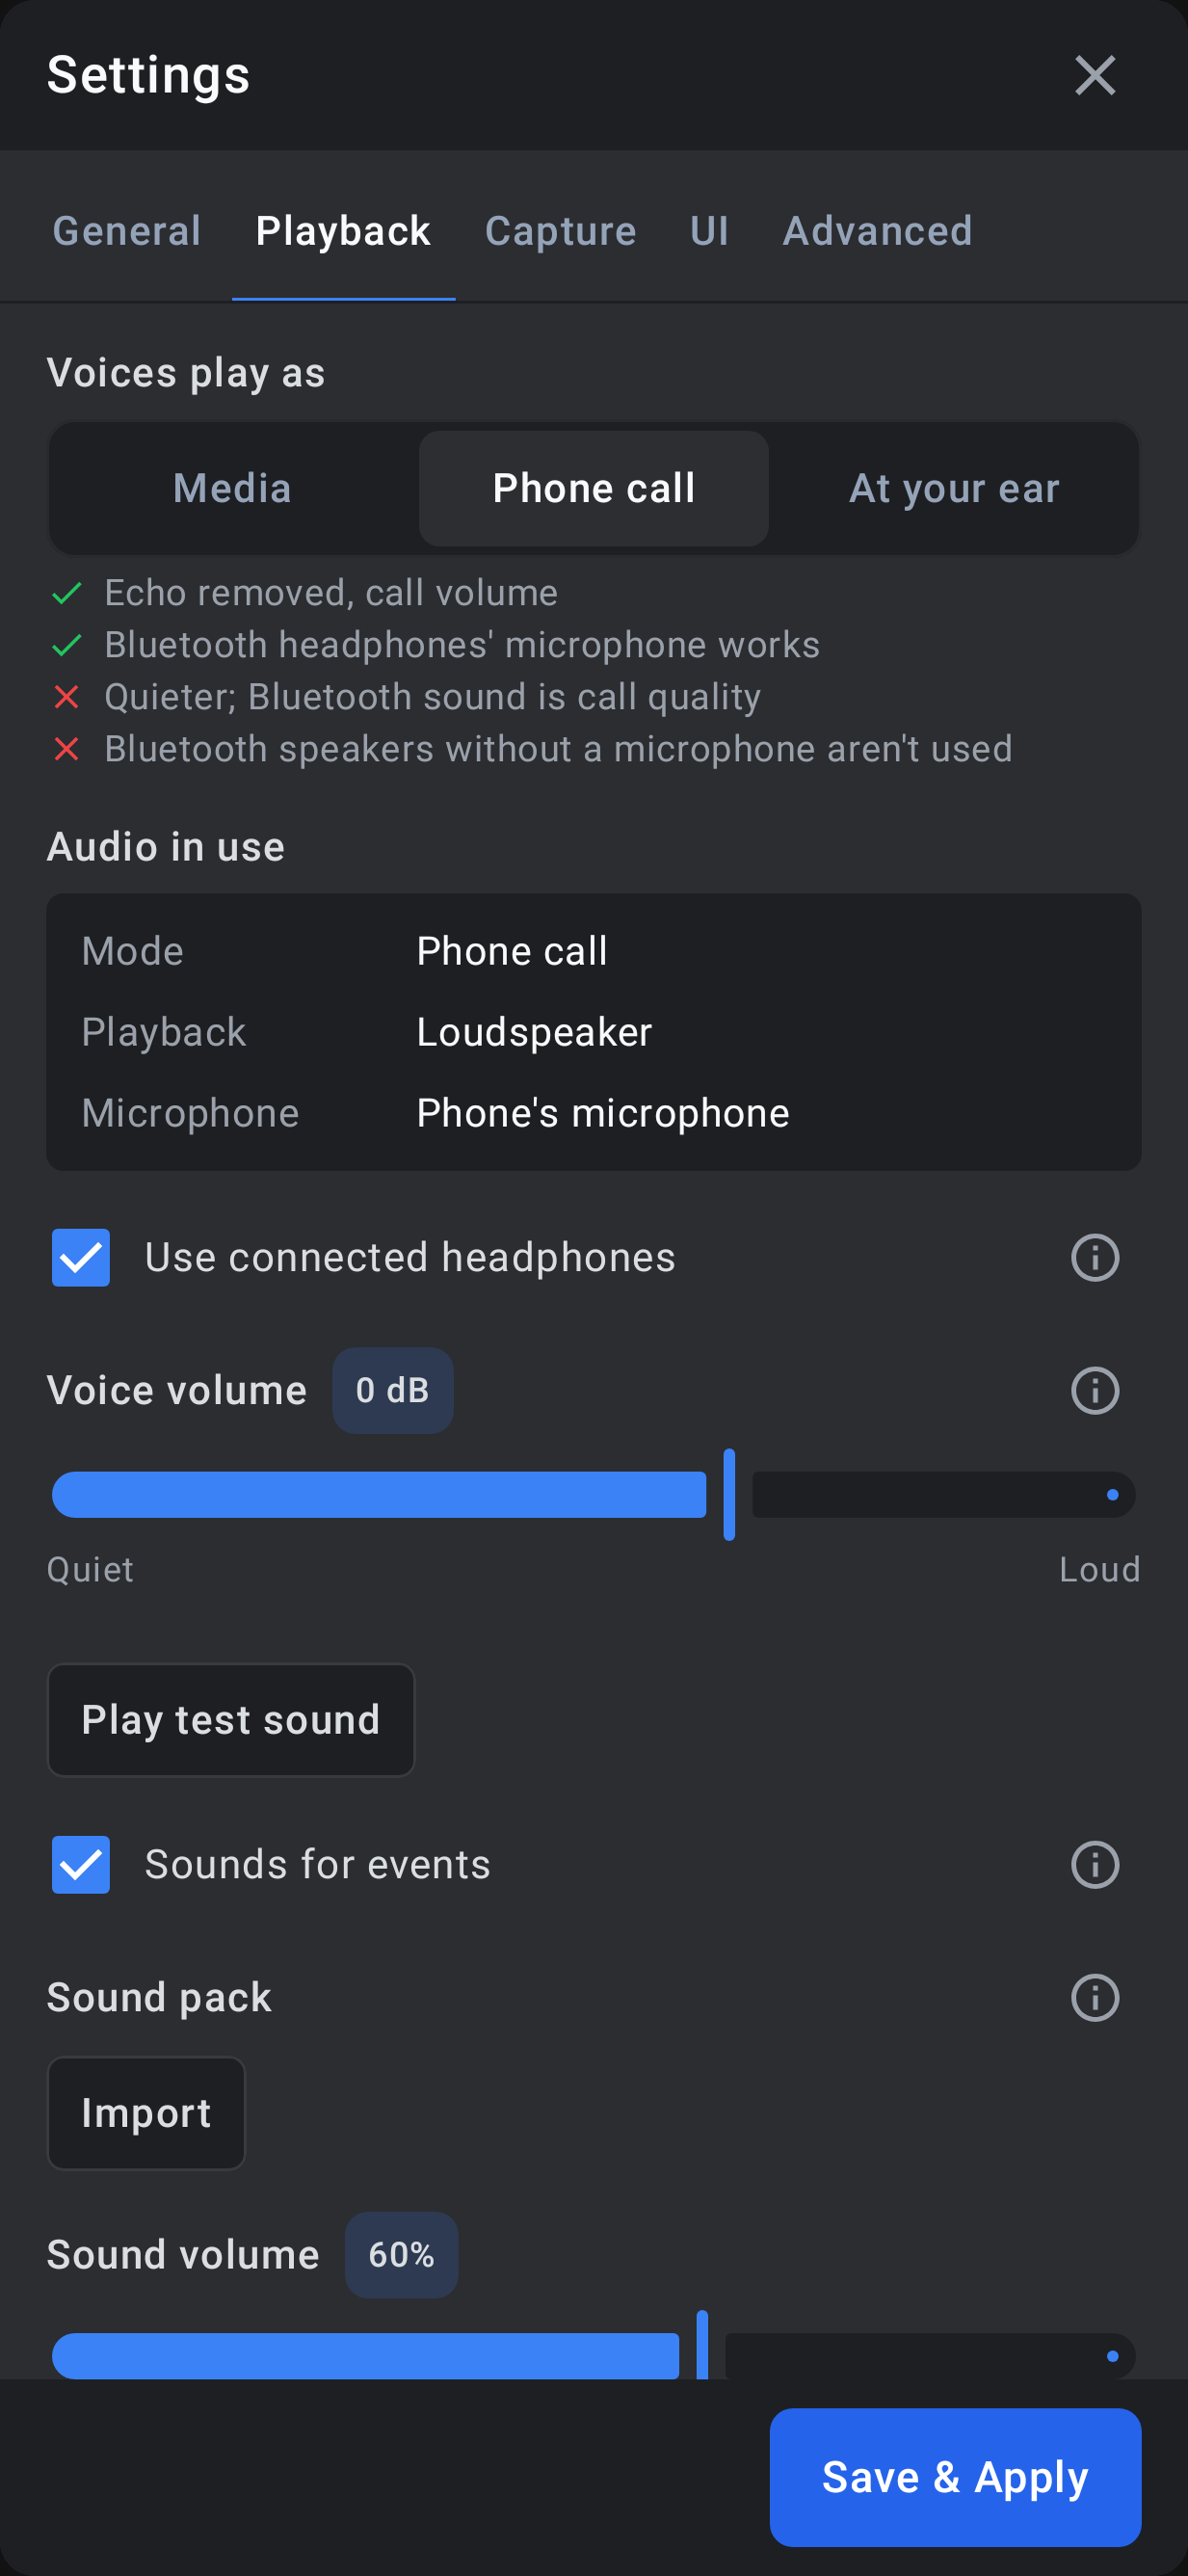 Settings
General Playback Capture UI Advanced
Voices play as
Media Phone call At your ear
Echo removed, call volume
Bluetooth headphones' microphone works
Quieter; Bluetooth sound is call quality
Bluetooth speakers without a microphone aren't used
Audio in use
Mode Phone call
Playback Loudspeaker
Microphone Phone's microphone
Use connected headphones
Voice volume 0 dB
Quiet Loud
Play test sound
Sounds for events
Sound pack
Import
Sound volume 60%
Save & Apply